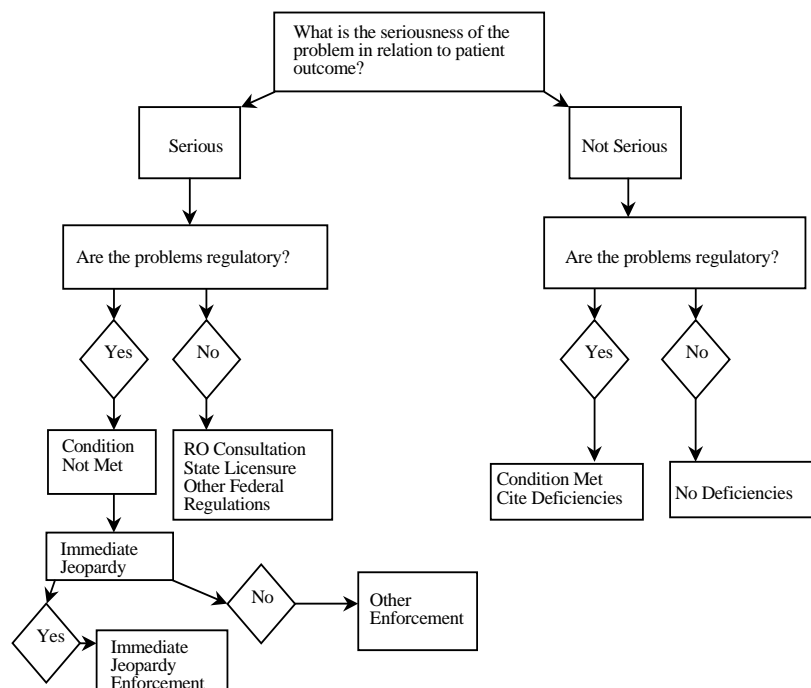 What is the seriousness of the
problem in relation to patient
outcome?
Serious
Not Serious
Are the problems regulatory?
Are the problems regulatory?
Yes
No
Yes
No
Condition
Not Met
RO Consultation
State Licensure
Other Federal
Regulations
Condition Met
Cite Deficiencies
No Deficiencies
Immediate
Jeopardy
No
Other
Enforcement
Yes
Immediate
Jeopardy
Enforcement